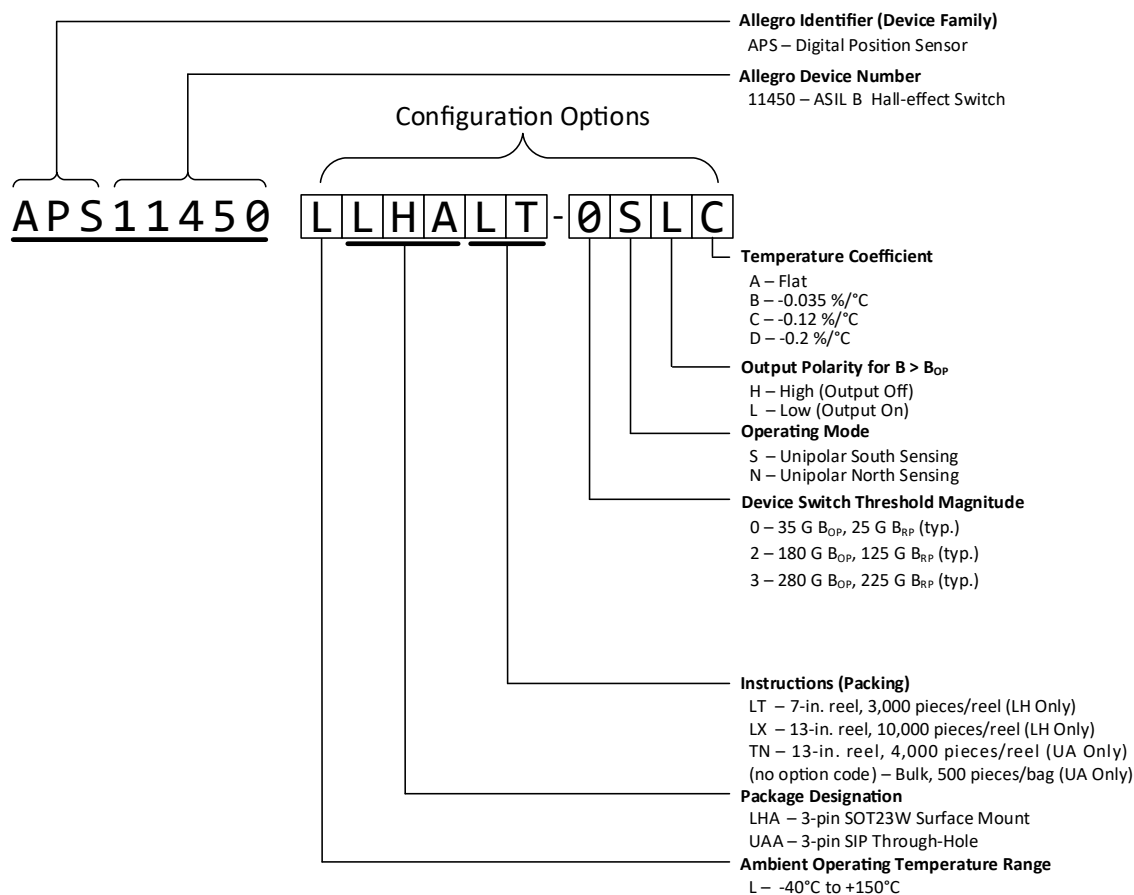 Allegro Identifier (Device Family)
APS – Digital Position Sensor
Allegro Device Number
11450 – ASIL B Hall-effect Switch
Configuration Options
APS11450 LLHALT-0SLC
Temperature Coefficient
A – Flat
B – -0.035 %/°C
C – -0.12 %/°C
D – -0.2 %/°C
Output Polarity for B > BOP
H – High (Output Off)
L – Low (Output On)
Operating Mode
S – Unipolar South Sensing
N – Unipolar North Sensing
Device Switch Threshold Magnitude
0 – 35 G BOP, 25 G BRP (typ.)
2 – 180 G BOP, 125 G BRP (typ.)
3 – 280 G BOP, 225 G BRP (typ.)
Instructions (Packing)
LT – 7-in. reel, 3,000 pieces/reel (LH Only)
LX – 13-in. reel, 10,000 pieces/reel (LH Only)
TN – 13-in. reel, 4,000 pieces/reel (UA Only)
(no option code) – Bulk, 500 pieces/bag (UA Only)
Package Designation
LHA – 3-pin SOT23W Surface Mount
UAA – 3-pin SIP Through-Hole
Ambient Operating Temperature Range
L – -40°C to +150°C